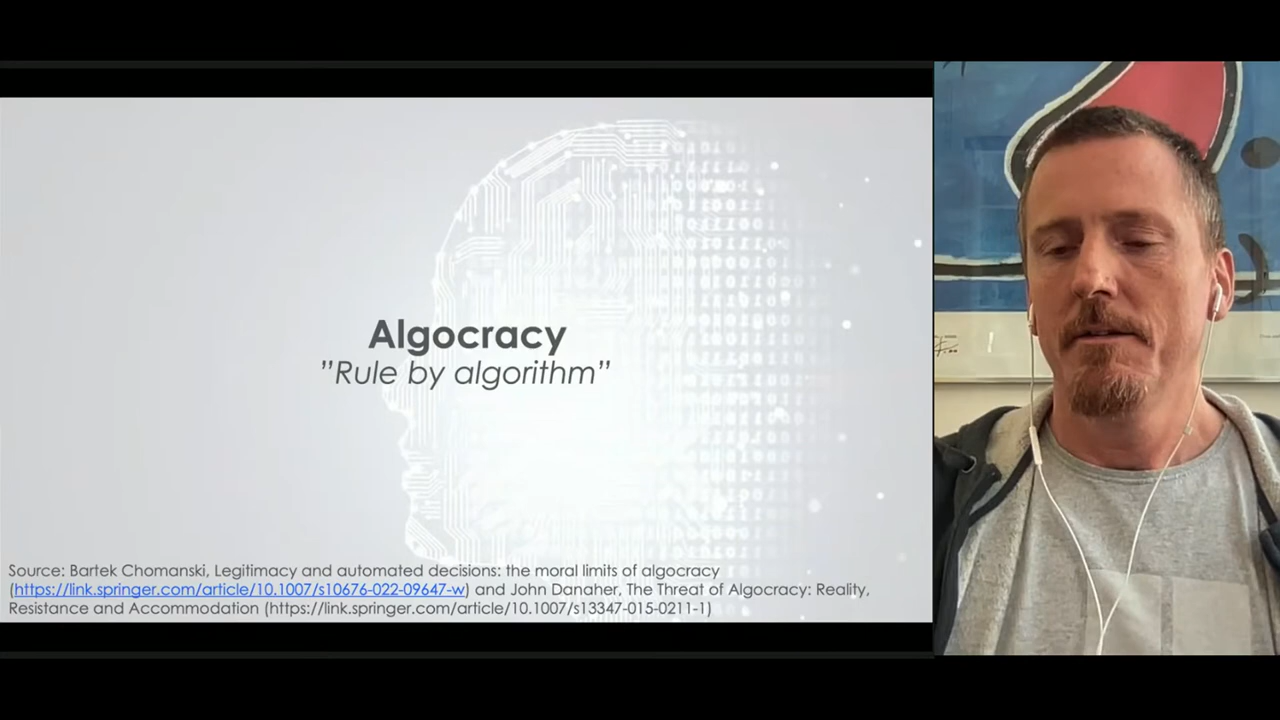 Algocracy
”Rule by algorithm”
Source: Bartek Chomanski, Legitimacy and automated decisions: the moral limits of algocracy
(https://link.springer.com/article/10.1007/s10676-022-09647-w) and John Danaher, The Threat of Algocracy: Reality,
Resistance and Accommodation (https://link.springer.com/article/10.1007/s13347-015-0211-1)